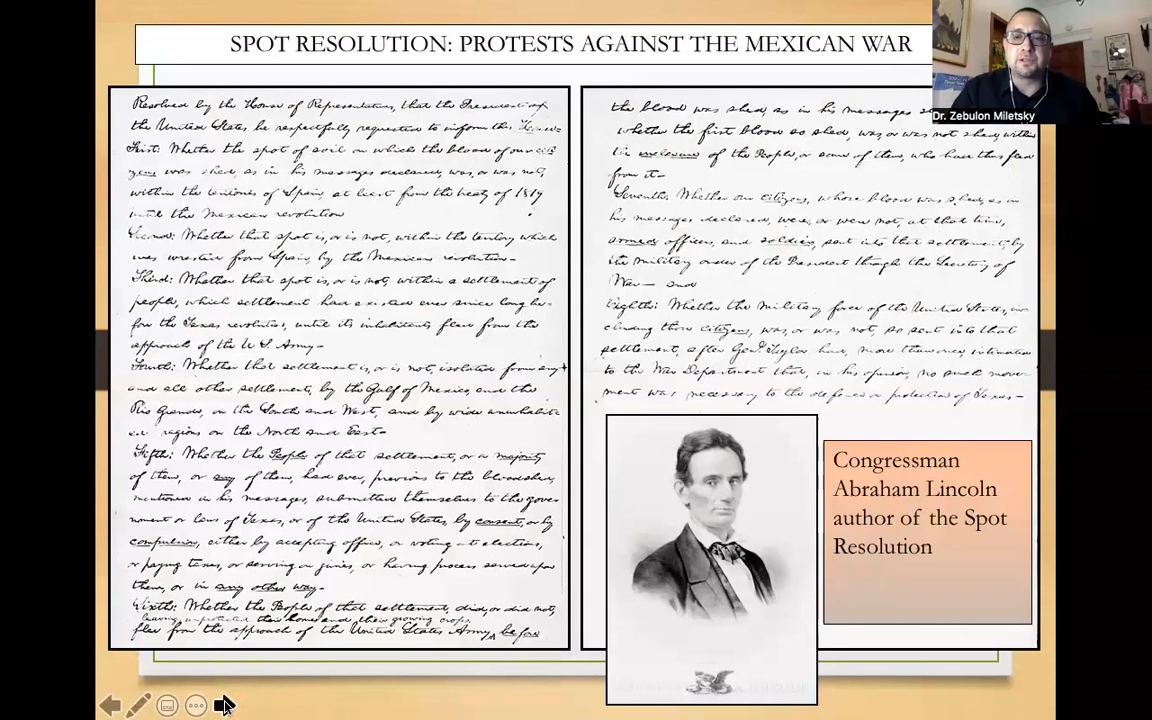 SPOT RESOLUTION: PROTESTS AGAINST THE MEXICAN WAR
Dr. Zebulon Miletsky
Resolved by the House of Representatives, that the President of
the United States be respectfully requested to inform this House-
First: Whether the spot of soil on which the blood of our citi
zens was shed, as in his messages declared, was, or was not,
within the teritories of Spain, at least from the treaty of 1819
until the Mexican revolution
Second: Whether that spot is, or is not, within the teritory which
was wrested from Spain, by the Mexican revolution-
Third: Whether that spot is, or is not, within a settlement of
people, which settlement had existed ever since long be-
fore the Texas revolution, until its inhabitants fled from the
approach of the U.S. Army-
Fourth: Whether that settlement is, or is not, isolated from any
and all other settlement, by the Gulf of Mexico, and the
Rio Grande, on the South and West, and by wide uninhabit
ed regions on the North and East-
Fifth: Whether the People of that settlement, or a majority
of them, or any of them, had ever, previous to the bloodshed,
mentioned in his messages, submitted themselves to the gover
nment or laws of Texas, or of the United States, by consent, or by
compulsion, either by accepting office, or voting at elections,
or paying taxes, or serving on juries, or having process served upon
them, or in any other way-
Sixth: Whether the People of that settlement, did, or did not,
leaving unprotected their homes and their growing crops
flee from the approach of the United States Army, before
the blood was shed, as in his messages
whether the first blood so shed, was, or was not shed, within
the inclosure of the People, or some of them, who had thus fled
from it-
Seventh: Whether our citizens, whose blood was shed, as in
his messages declared, were, or were not, at that time,
armed officers, and soldiers, sent into that settlement, by
the military order of the President through the Secretary of
War- and
Eighth: Whether the military force of the United States, in-
cluding those citizens, was, or was not, so sent into that
settlement, after Genl. Taylor had, more than once, intimated
to the War Department that, in his opinion, no such move-
ment was necessary to the defence or protection of Texas-
Congressman
Abraham Lincoln
author of the Spot
Resolution